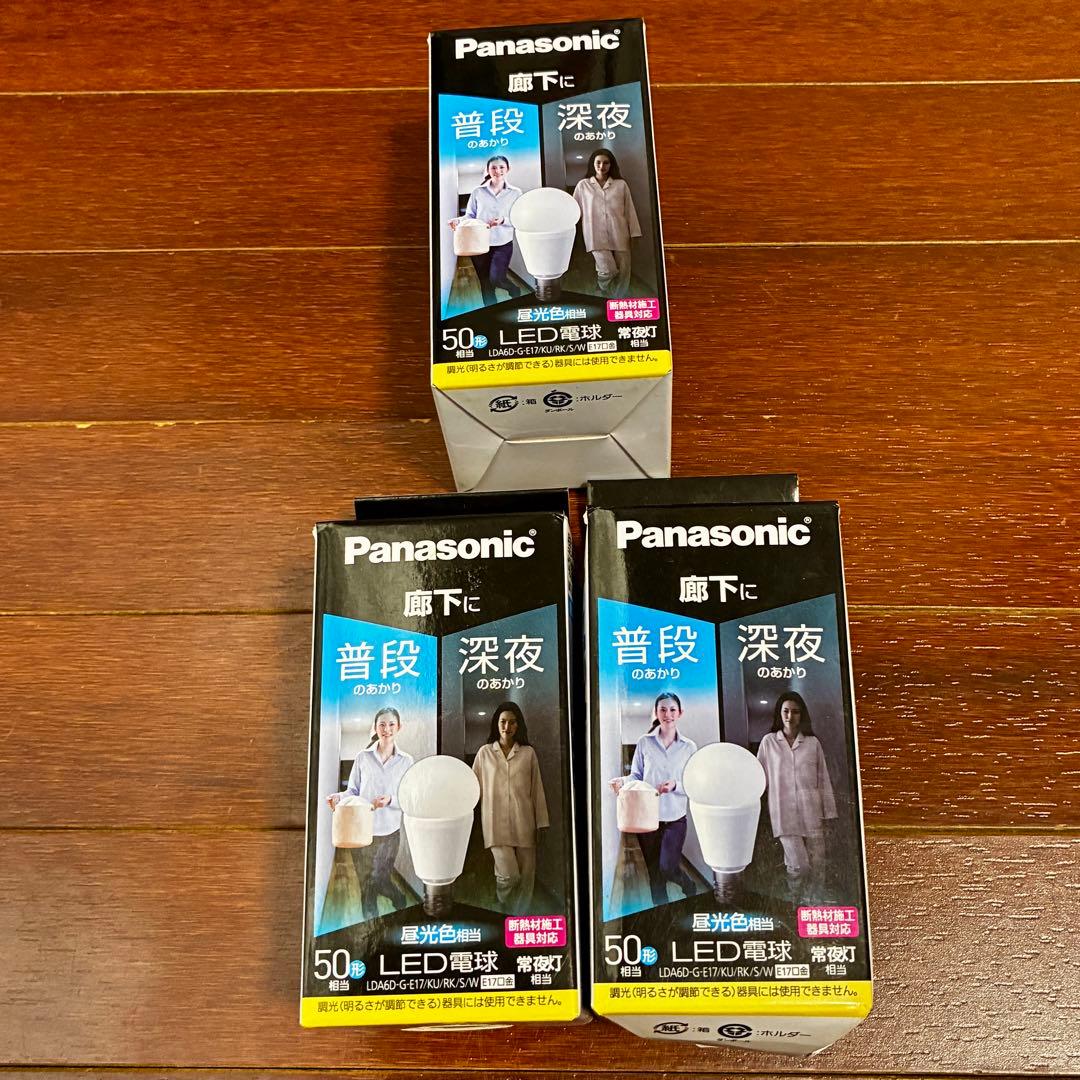 Panasonic®
廊下に
普段
のあかり
深夜
のあかり
昼光色相当
断熱材施工
器具対応
50形
相当
LED電球
常夜灯
相当
LDA6D-G-E17/KU/RK/S/W E17口金
調光(明るさが調節できる)器具には使用できません。
紙 :箱 :ホルダー
ダンボール
Panasonic®
廊下に
普段
のあかり
深夜
のあかり
昼光色相当
断熱材施工
器具対応
50形
相当
LED電球
常夜灯
相当
LDA6D-G-E17/KU/RK/S/W E17口金
調光(明るさが調節できる)器具には使用できません。
Panasonic®
廊下に
普段
のあかり
深夜
のあかり
昼光色相当
断熱材施工
器具対応
50形
相当
LED電球
常夜灯
相当
LDA6D-G-E17/KU/RK/S/W E17口金
調光(明るさが調節できる)器具には使用できません。
紙 :箱 :ホルダー
ダンボール